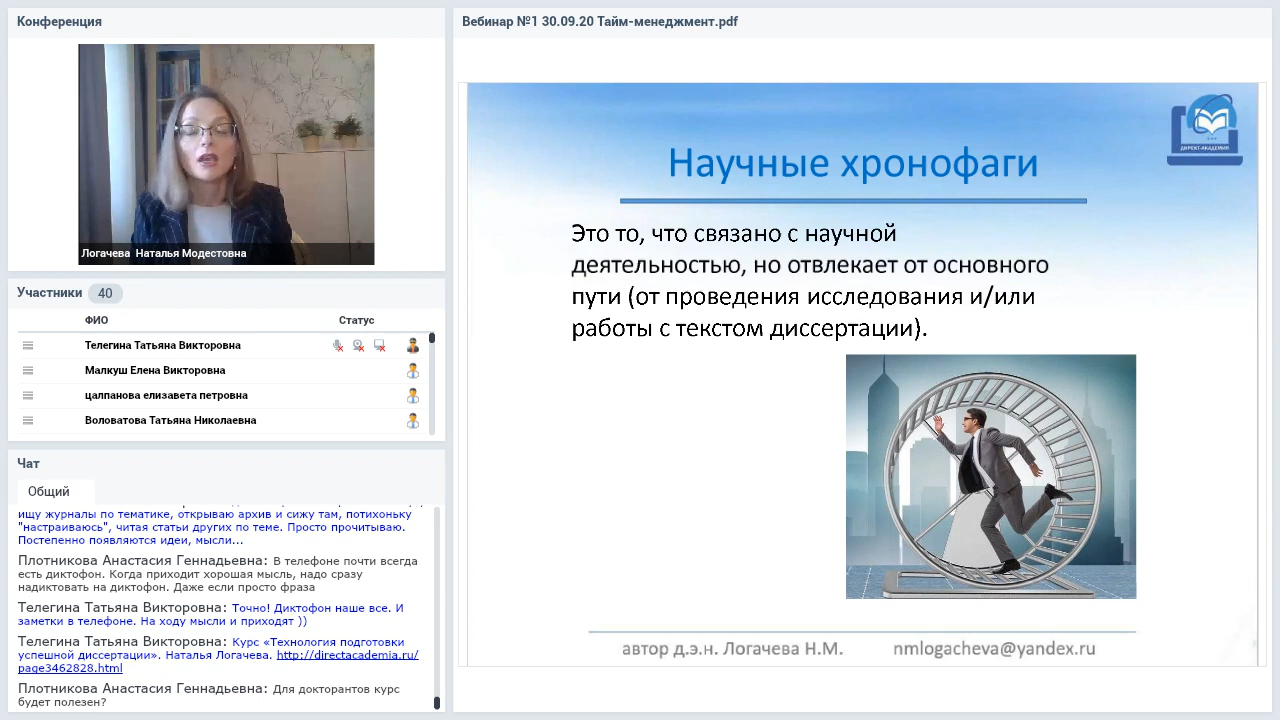 Конференция
Логачева  Наталья Модестовна
Участники 40
ФИО Статус
Телегина Татьяна Викторовна
Малкуш Елена Викторовна
цалпанова елизавета петровна
Воловатова Татьяна Николаевна
Чат
Общий
ищу журналы по тематике, открываю архив и сижу там, потихоньку
"настраиваюсь", читая статьи других по теме. Просто прочитываю.
Постепенно появляются идеи, мысли...
Плотникова Анастасия Геннадьевна: В телефоне почти всегда
есть диктофон. Когда приходит хорошая мысль, надо сразу
надиктовать на диктофон. Даже если просто фраза
Телегина Татьяна Викторовна: Точно! Диктофон наше все. И
заметки в телефоне. На ходу мысли и приходят ))
Телегина Татьяна Викторовна: Курс «Технология подготовки
успешной диссертации». Наталья Логачева. http://directacademia.ru/
page3462828.html
Плотникова Анастасия Геннадьевна: Для докторантов курс
будет полезен?
Вебинар №1 30.09.20 Тайм-менеджмент.pdf
ДИРЕКТ-АКАДЕМИЯ
Научные хронофаги
Это то, что связано с научной
деятельностью, но отвлекает от основного
пути (от проведения исследования и/или
работы с текстом диссертации).
автор д.э.н. Логачева Н.М. nmlogacheva@yandex.ru